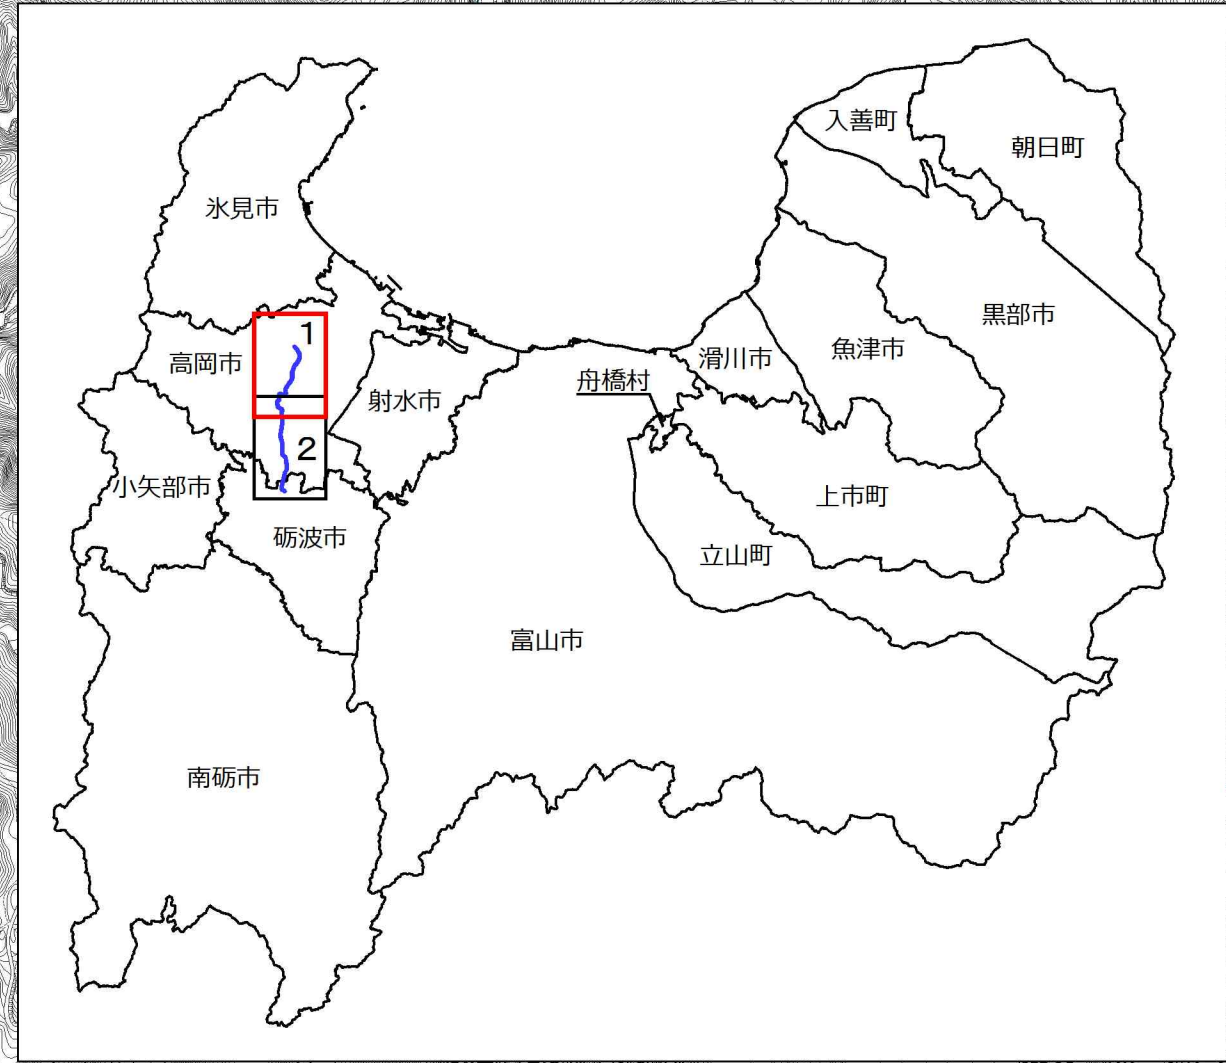 入善町
朝日町
氷見市
黒部市
1
魚津市
高岡市
滑川市
舟橋村
射水市
2
小矢部市
上市町
砺波市
立山町
富山市
南砺市